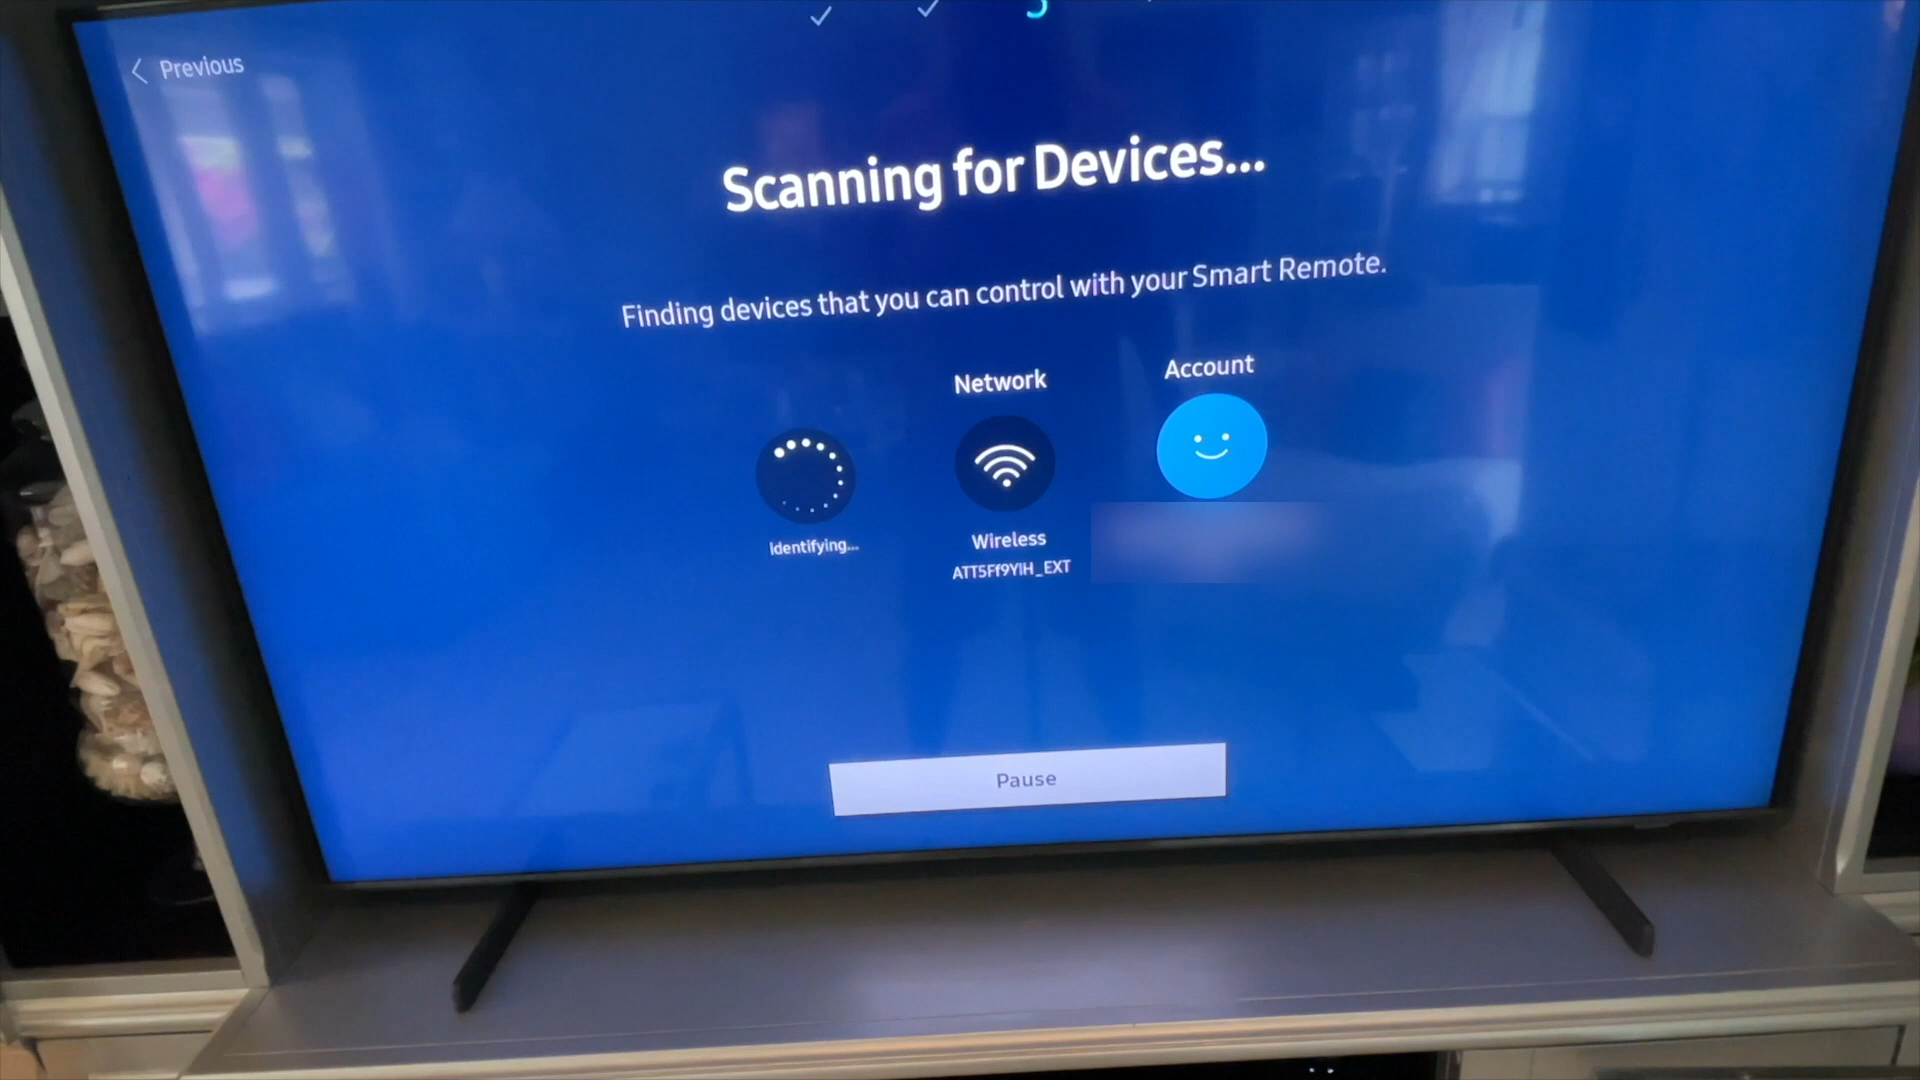 3
Previous
Scanning for Devices...
Finding devices that you can control with your Smart Remote.
Network
Account
Identifying...
Wireless
ATT5Ff9YIH_EXT
Pause